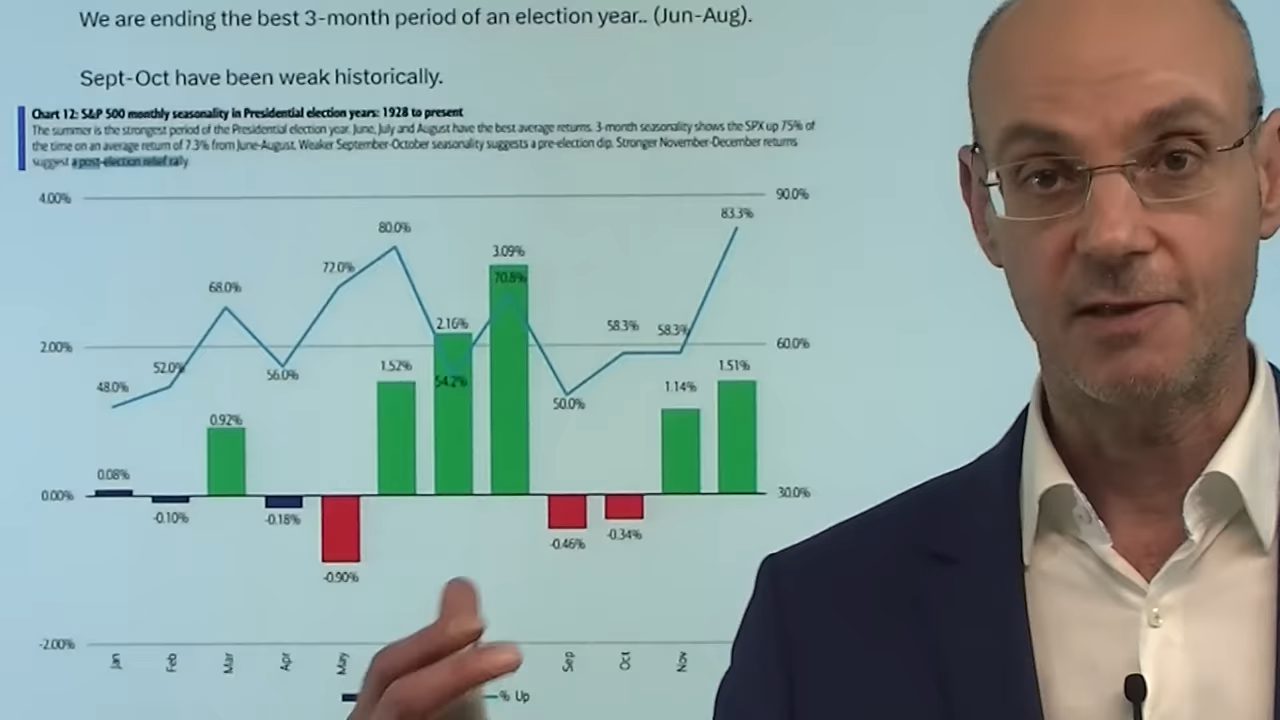 We are ending the best 3-month period of an election year.. (Jun-Aug).
Sept-Oct have been weak historically.
Chart 12: S&P 500 monthly seasonality in Presidential election years: 1928 to present
The summer is the strongest period of the Presidential election year. June, July and August have the best average returns. 3-month seasonality shows the SPX up 75% of
the time on an average return of 7.3% from June-August. Weaker September-October seasonality suggests a pre-election dip. Stronger November-December returns
suggest a post-election relief rally.
4.00% 90.0%
83.3%
80.0%
3.09%
72.0% 70.8%
68.0%
2.16% 58.3% 58.3%
2.00% 60.0%
52.0% 56.0% 1.52% 54.2% 1.51%
48.0% 50.0% 1.14%
0.92%
0.08%
0.00% 30.0%
-0.10% -0.18% -0.46% -0.34%
-0.90%
-2.00%
Jan Feb Mar Apr May Sep Oct Nov
% Up